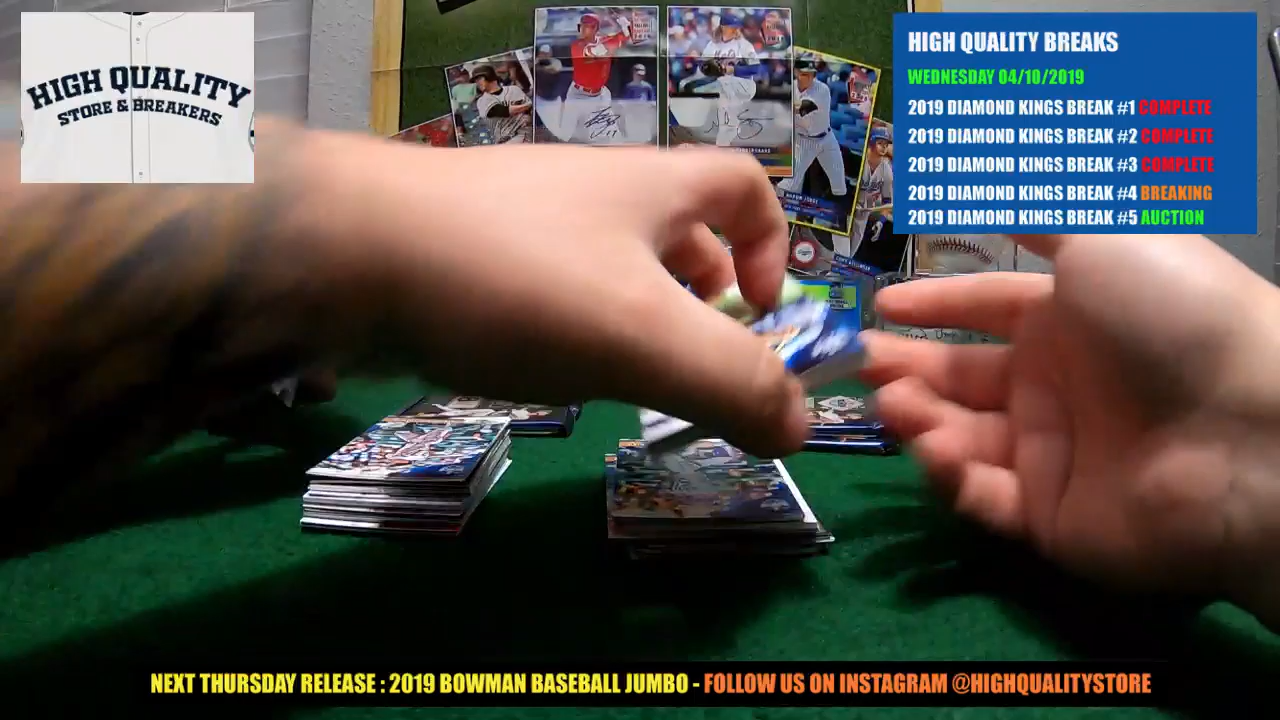 HIGH QUALITY
STORE & BREAKERS
HIGH QUALITY BREAKS
WEDNESDAY 04/10/2019
2019 DIAMOND KINGS BREAK #1 COMPLETE
2019 DIAMOND KINGS BREAK #2 COMPLETE
2019 DIAMOND KINGS BREAK #3 COMPLETE
2019 DIAMOND KINGS BREAK #4 BREAKING
2019 DIAMOND KINGS BREAK #5 AUCTION
NEXT THURSDAY RELEASE : 2019 BOWMAN BASEBALL JUMBO - FOLLOW US ON INSTAGRAM @HIGHQUALITYSTORE